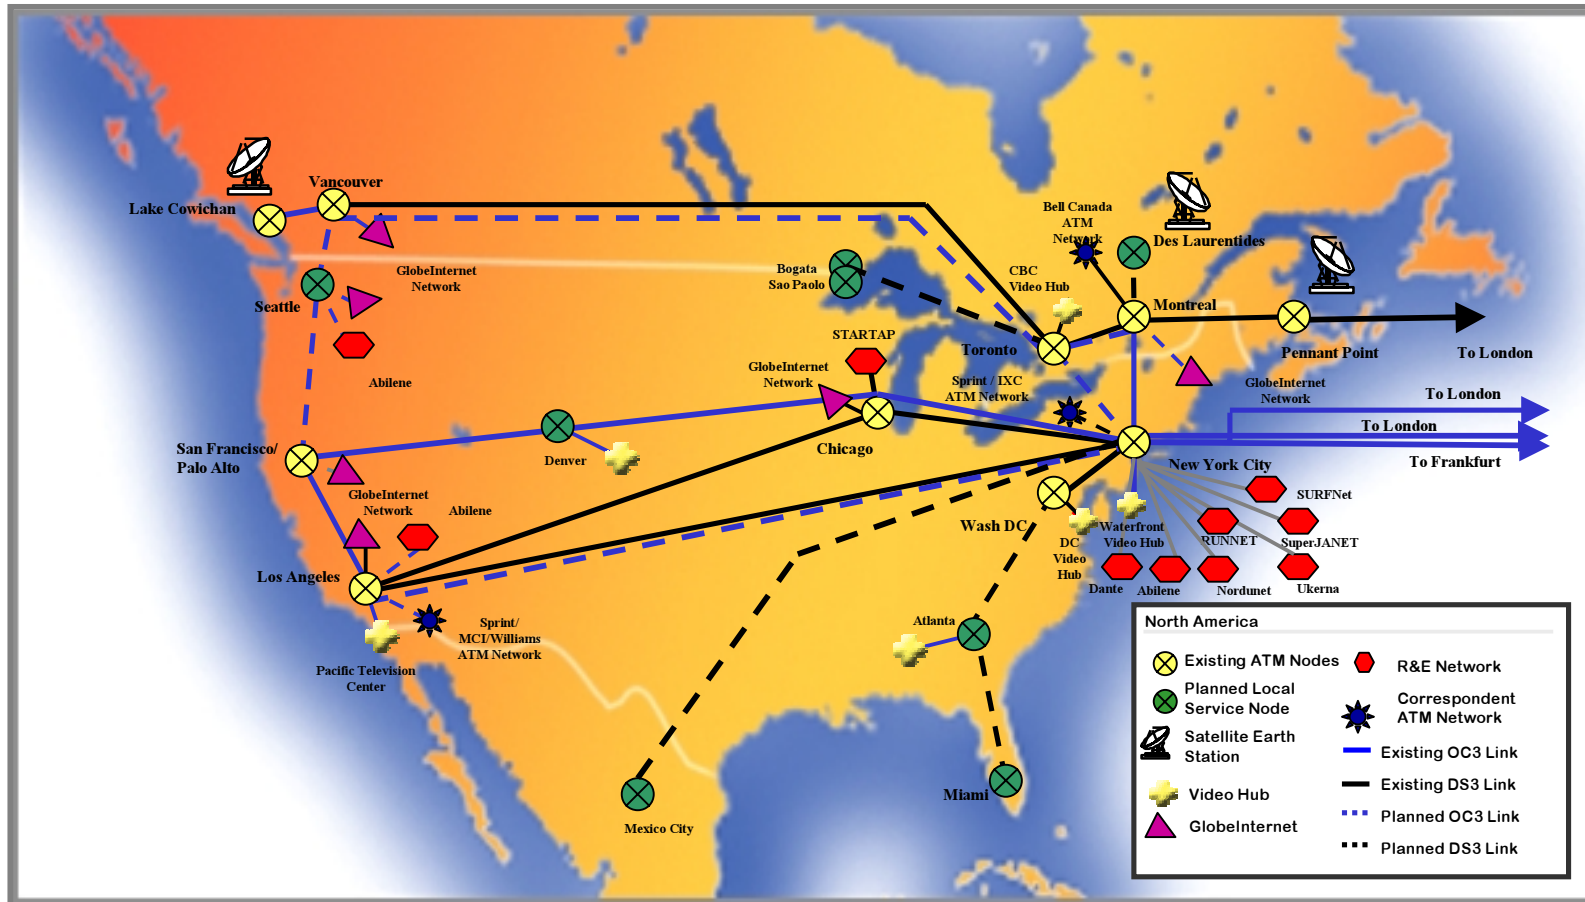 Vancouver
Lake Cowichan
GlobeInternet
Network
Seattle
Abilene
San Francisco/
Palo Alto
GlobeInternet
Network
Abilene
Los Angeles
Sprint/
MCI/Williams
ATM Network
Pacific Television
Center
Denver
Bogata
Sao Paolo
STARTAP
GlobeInternet
Network
Chicago
Bell Canada
ATM
Network
CBC
Video Hub
Des Laurentides
Montreal
Toronto
Sprint / IXC
ATM Network
Pennant Point
To London
GlobeInternet
Network
To London
To London
To Frankfurt
New York City
Wash DC
DC
Video
Hub
Waterfront
Video Hub
SURFNet
RUNNET
SuperJANET
Dante
Abilene
Nordunet
Ukerna
Atlanta
Miami
Mexico City
North America
Existing ATM Nodes
Planned Local
Service Node
Satellite Earth
Station
Video Hub
GlobeInternet
R&E Network
Correspondent
ATM Network
Existing OC3 Link
Existing DS3 Link
Planned OC3 Link
Planned DS3 Link